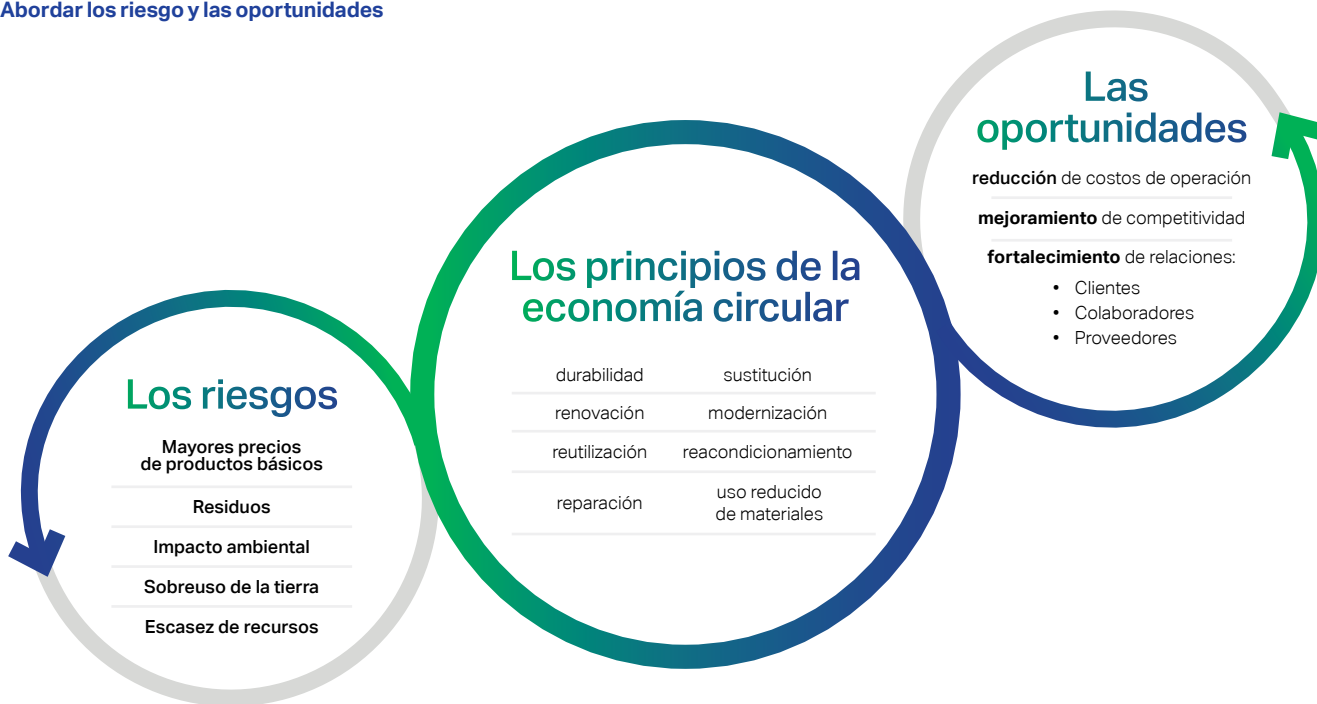 Abordar los riesgo y las oportunidades
Los riesgos
Mayores precios
de productos básicos
Residuos
Impacto ambiental
Sobreuso de la tierra
Escasez de recursos
Los principios de la
economía circular
durabilidad sustitución
renovación modernización
reutilización reacondicionamiento
reparación uso reducido
de materiales
Las
oportunidades
reducción de costos de operación
mejoramiento de competitividad
fortalecimiento de relaciones:
• Clientes
• Colaboradores
• Proveedores